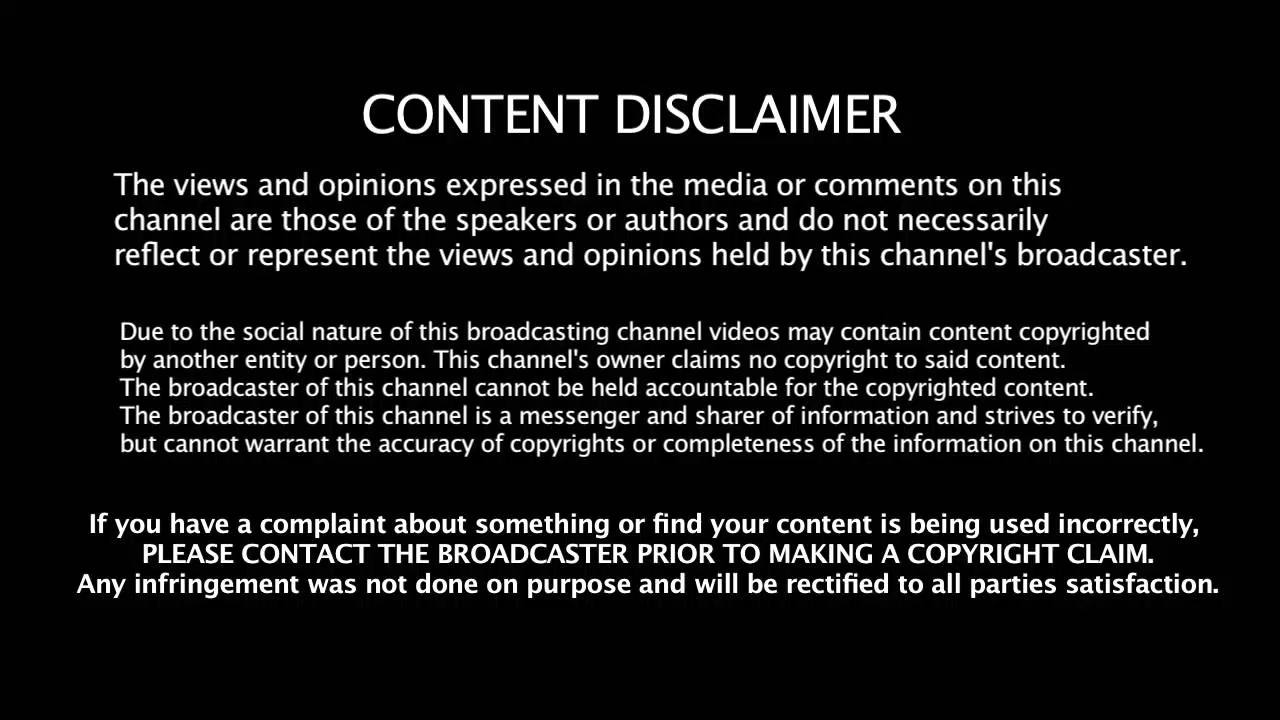 CONTENT DISCLAIMER
The views and opinions expressed in the media or comments on this
channel are those of the speakers or authors and do not necessarily
reflect or represent the views and opinions held by this channel's broadcaster.
Due to the social nature of this broadcasting channel videos may contain content copyrighted
by another entity or person. This channel's owner claims no copyright to said content.
The broadcaster of this channel cannot be held accountable for the copyrighted content.
The broadcaster of this channel is a messenger and sharer of information and strives to verify,
but cannot warrant the accuracy of copyrights or completeness of the information on this channel.
If you have a complaint about something or find your content is being used incorrectly,
PLEASE CONTACT THE BROADCASTER PRIOR TO MAKING A COPYRIGHT CLAIM.
Any infringement was not done on purpose and will be rectified to all parties satisfaction.